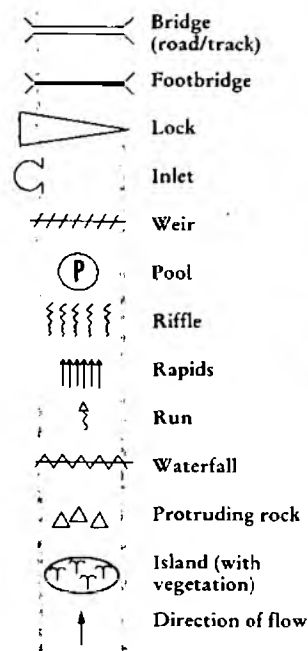 Bridge
(road/track)
Footbridge
Lock
Inlet
Weir
P
Pool
Riffle
Rapids
Run
Waterfall
Protruding rock
Island (with
vegetation)
Direction of flow